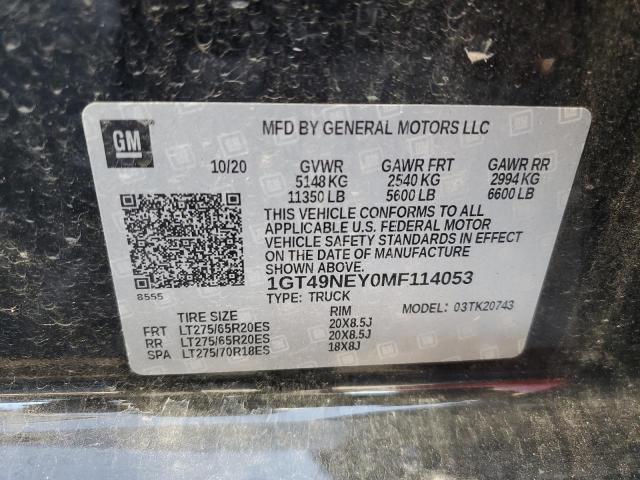 GM
MFD BY GENERAL MOTORS LLC
10/20 GVWR GAWR FRT GAWR RR
5148 KG 2540 KG 2994 KG
11350 LB 5600 LB 6600 LB
THIS VEHICLE CONFORMS TO ALL
APPLICABLE U.S. FEDERAL MOTOR
VEHICLE SAFETY STANDARDS IN EFFECT
ON THE DATE OF MANUFACTURE
SHOWN ABOVE.
8555
1GT49NEY0MF114053
TYPE: TRUCK MODEL: 03TK20743
TIRE SIZE RIM
FRT LT275/65R20ES 20X8.5J
RR LT275/65R20ES 20X8.5J
SPA LT275/70R18ES 18X8J